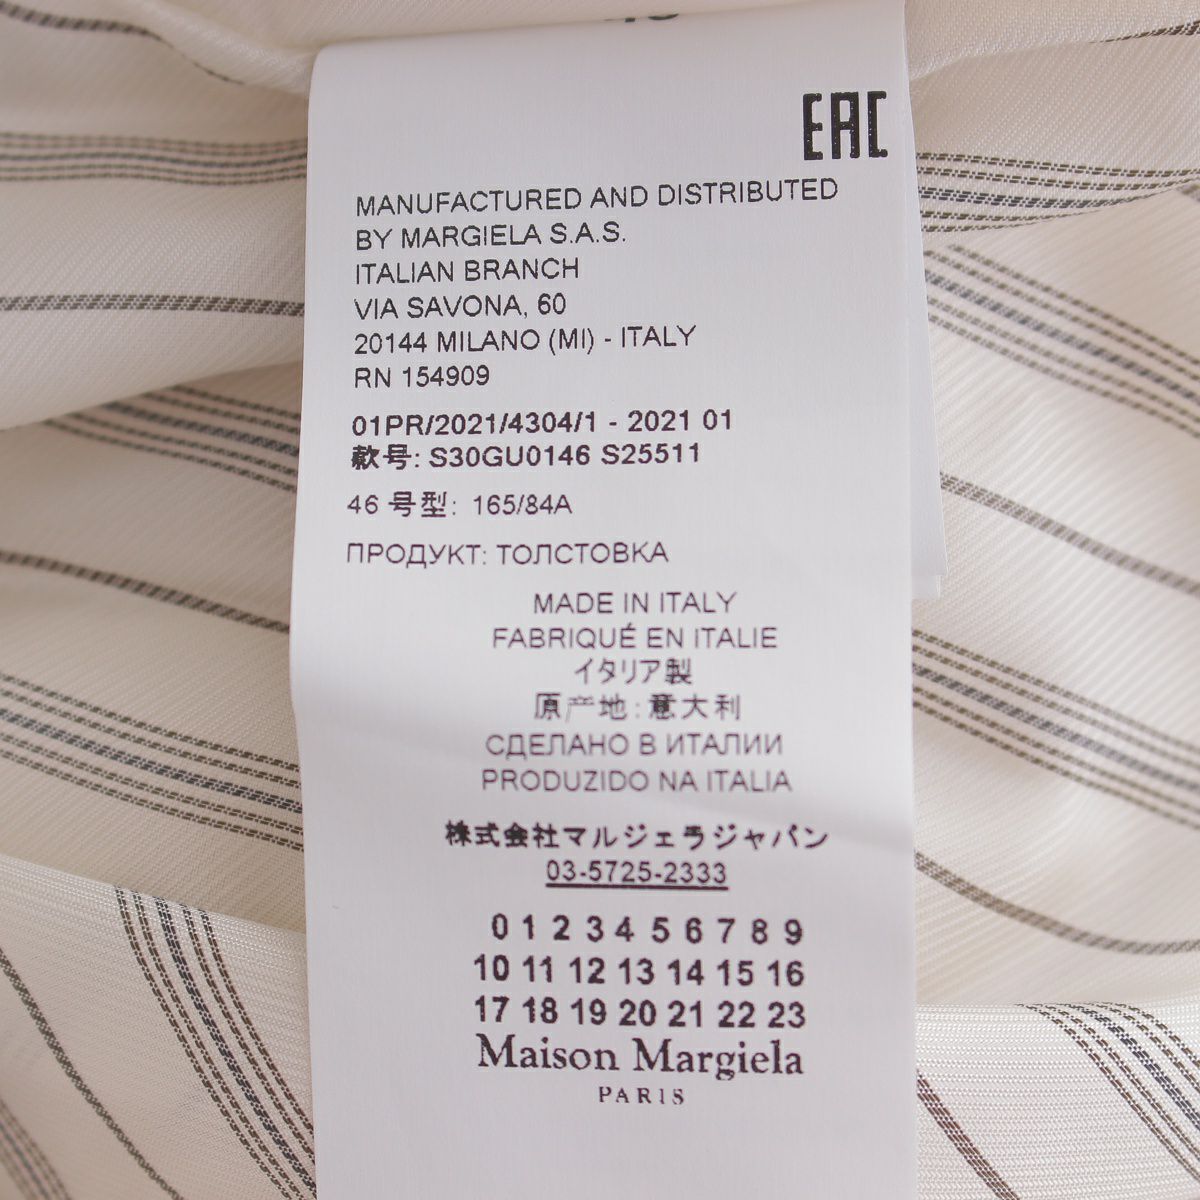 EAC
MANUFACTURED AND DISTRIBUTED
BY MARGIELA S.A.S.
ITALIAN BRANCH
VIA SAVONA, 60
20144 MILANO (MI) - ITALY
RN 154909
01PR/2021/4304/1 - 2021 01
款号: S30GU0146 S25511
46 号型: 165/84A
ПРОДУКТ: ТОЛСТОВКА
MADE IN ITALY
FABRIQUÉ EN ITALIE
イタリア製
原产地:意大利
СДЕЛАНО В ИТАЛИИ
PRODUZIDO NA ITALIA
株式会社マルジェラジャパン
03-5725-2333
0 1 2 3 4 5 6 7 8 9
10 11 12 13 14 15 16
17 18 19 20 21 22 23
Maison Margiela
PARIS